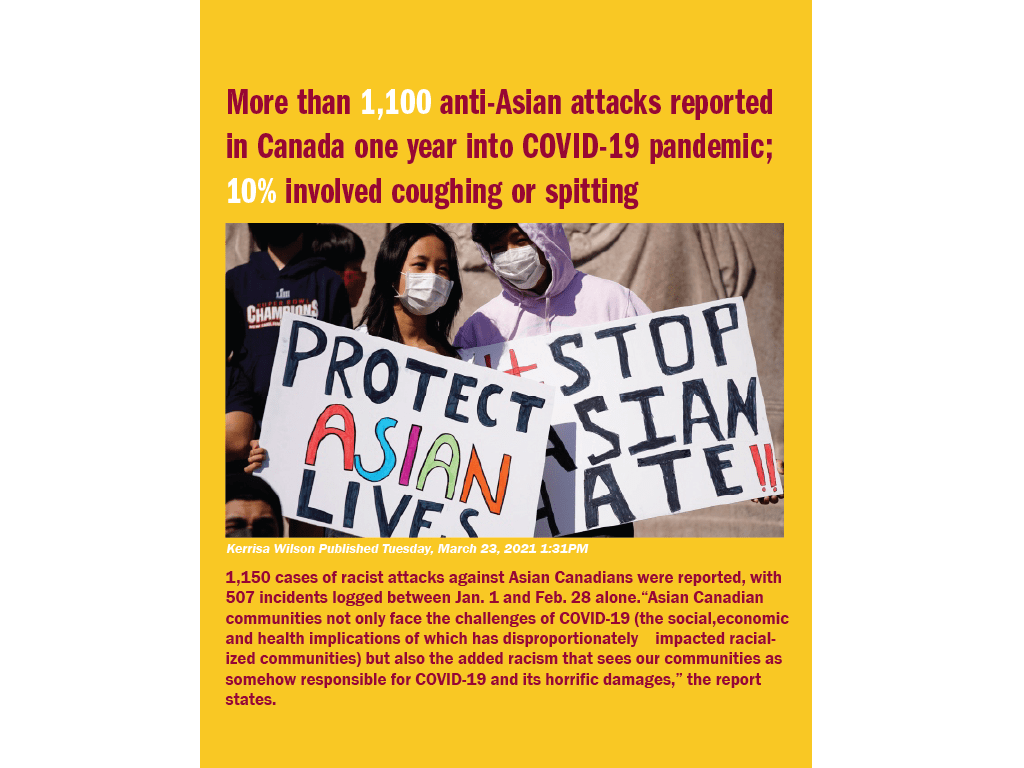 More than 1,100 anti-Asian attacks reported
in Canada one year into COVID-19 pandemic;
10% involved coughing or spitting
LIII
SUPER BOWL
CHAMPIONS
PROTECT
ASIAN
LIVES
STOP
ASIAN
HATE!!
Kerrisa Wilson Published Tuesday, March 23, 2021 1:31PM
1,150 cases of racist attacks against Asian Canadians were reported, with
507 incidents logged between Jan. 1 and Feb. 28 alone.“Asian Canadian
communities not only face the challenges of COVID-19 (the social,economic
and health implications of which has disproportionately impacted racial-
ized communities) but also the added racism that sees our communities as
somehow responsible for COVID-19 and its horrific damages,” the report
states.